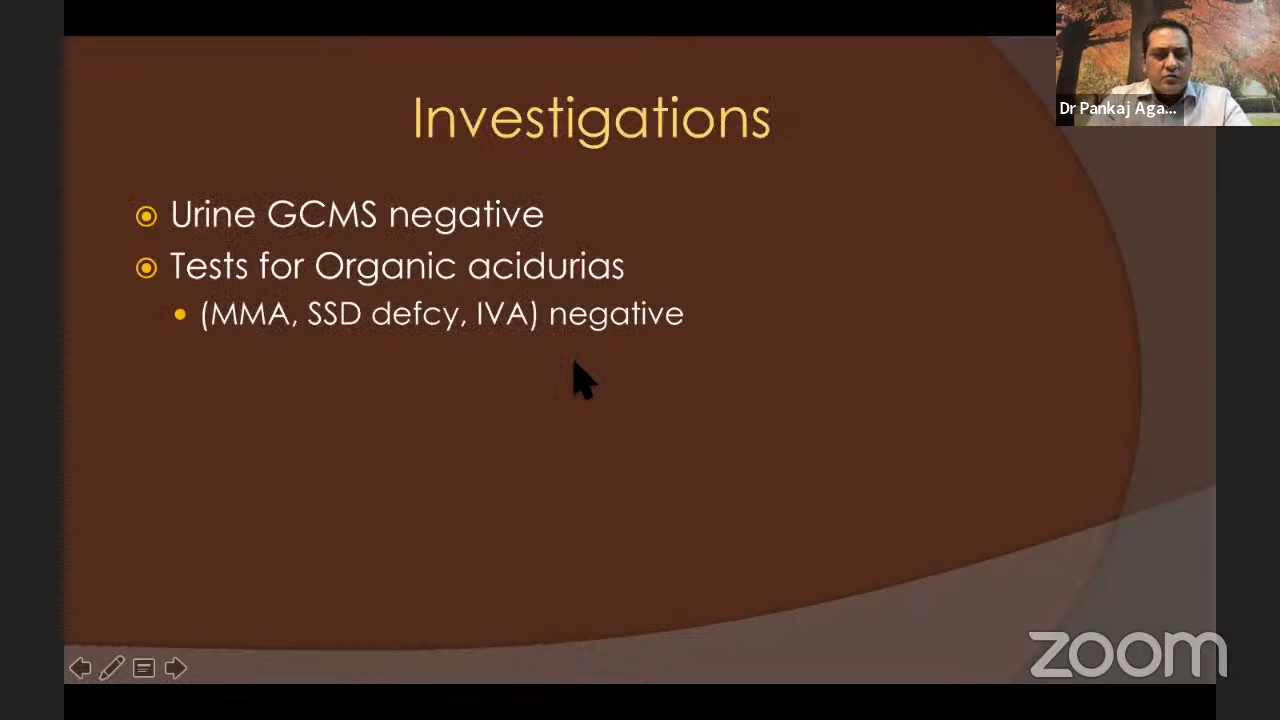 Dr Pankaj Aga...
Investigations
Urine GCMS negative
Tests for Organic acidurias
(MMA, SSD defcy, IVA) negative
zoom